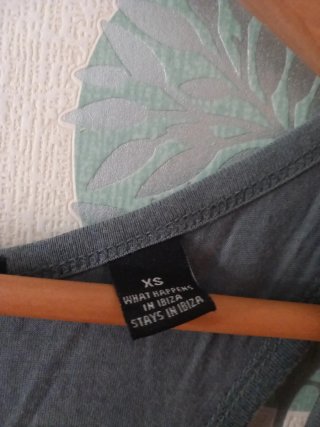 XS
WHAT HAPPENS
IN IBIZA
STAYS IN IBIZA